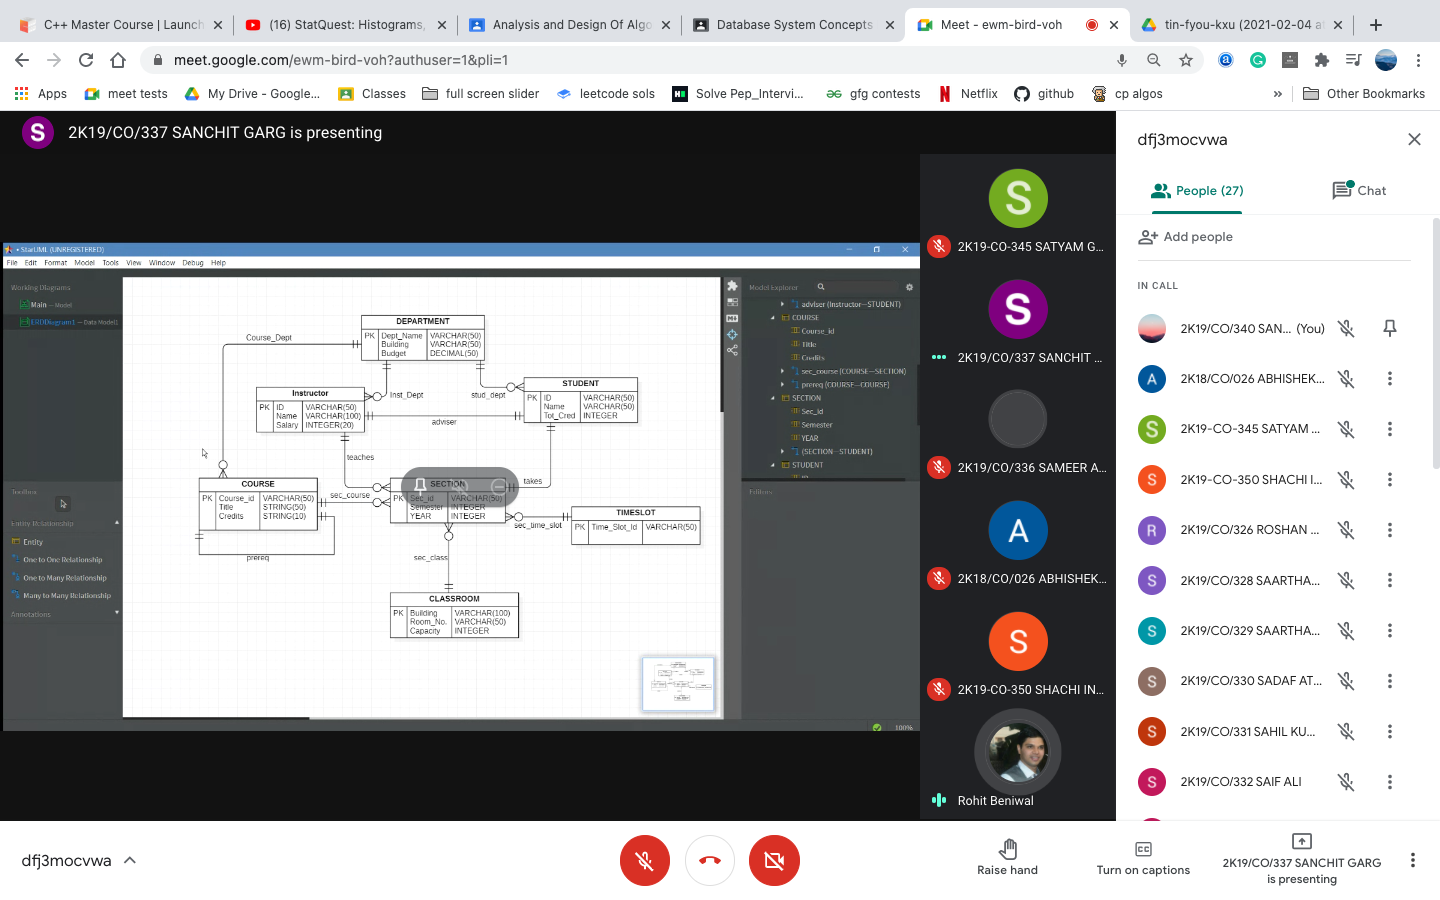 C++ Master Course | Launch
(16) StatQuest: Histograms,
Analysis and Design Of Algo
Database System Concepts
Meet - ewm-bird-voh
tin-fyou-kxu (2021-02-04 at
meet.google.com/ewm-bird-voh?authuser=1&pli=1
Apps
meet tests
My Drive - Google...
Classes
full screen slider
leetcode sols
Solve Pep_Intervi...
gfg contests
Netflix
github
cp algos
»
Other Bookmarks
S
2K19/CO/337 SANCHIT GARG is presenting
StarUML (UNREGISTERED)
File Edit Format Model Tools View Window Debug Help
Working Diagrams
Main — Model
ERDDiagram1 — Data Model1
Toolbox
Entity Relationship
Entity
One to One Relationship
One to Many Relationship
Many to Many Relationship
Annotations
DEPARTMENT
PK Dept_Name VARCHAR(50)
Building VARCHAR(50)
Budget DECIMAL(50)
Course_Dept
Instructor
PK ID VARCHAR(50)
Name VARCHAR(100)
Salary INTEGER(20)
Inst_Dept
stud_dept
STUDENT
PK ID VARCHAR(50)
Name VARCHAR(50)
Tot_Cred INTEGER
adviser
teaches
takes
COURSE
PK Course_id VARCHAR(50)
Title STRING(50)
Credits STRING(10)
sec_course
SECTION
PK Sec_id VARCHAR(50)
Semester INTEGER
YEAR INTEGER
sec_time_slot
TIMESLOT
PK Time_Slot_Id VARCHAR(50)
prereq
sec_class
CLASSROOM
PK Building VARCHAR(100)
Room_No. VARCHAR(50)
Capacity INTEGER
Model Explorer
adviser (Instructor—STUDENT)
COURSE
Course_id
Title
Credits
sec_course (COURSE—SECTION)
prereq (COURSE—COURSE)
SECTION
Sec_id
Semester
YEAR
(SECTION—STUDENT)
STUDENT
Editors
100%
S
2K19-CO-345 SATYAM G...
S
2K19/CO/337 SANCHIT ...
2K19/CO/336 SAMEER A...
A
2K18/CO/026 ABHISHEK...
S
2K19-CO-350 SHACHI IN...
Rohit Beniwal
dfj3mocvwa
People (27)
Chat
Add people
IN CALL
2K19/CO/340 SAN... (You)
A
2K18/CO/026 ABHISHEK...
S
2K19-CO-345 SATYAM ...
S
2K19-CO-350 SHACHI I...
R
2K19/CO/326 ROSHAN ...
S
2K19/CO/328 SAARTHA...
S
2K19/CO/329 SAARTHA...
S
2K19/CO/330 SADAF AT...
S
2K19/CO/331 SAHIL KU...
S
2K19/CO/332 SAIF ALI
dfj3mocvwa
Raise hand
Turn on captions
2K19/CO/337 SANCHIT GARG
is presenting